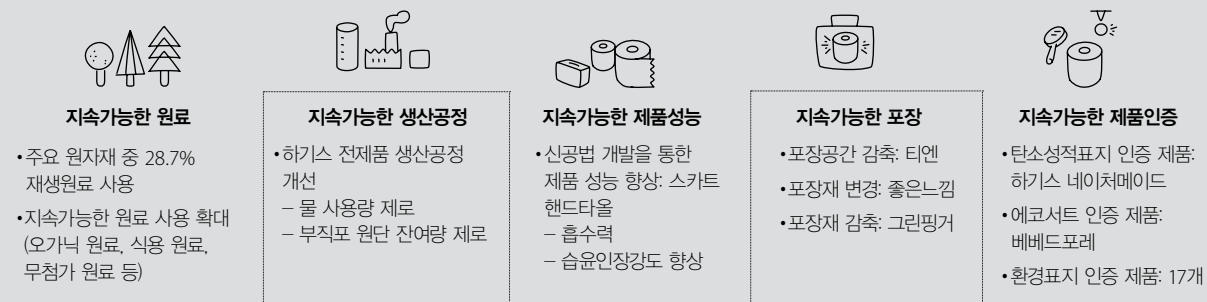 지속가능한 원료
•주요 원자재 중 28.7%
재생원료 사용
•지속가능한 원료 사용 확대
(오가닉 원료, 식용 원료,
무첨가 원료 등)
지속가능한 생산공정
•하기스 전제품 생산공정
개선
– 물 사용량 제로
– 부직포 원단 잔여량 제로
지속가능한 제품성능
•신공법 개발을 통한
제품 성능 향상: 스카트
핸드타올
– 흡수력
– 습윤인장강도 향상
지속가능한 포장
•포장공간 감축: 티엔
•포장재 변경: 좋은느낌
•포장재 감축: 그린핑거
지속가능한 제품인증
•탄소성적표지 인증 제품:
하기스 네이처메이드
•에코서트 인증 제품:
베베드포레
•환경표지 인증 제품: 17개